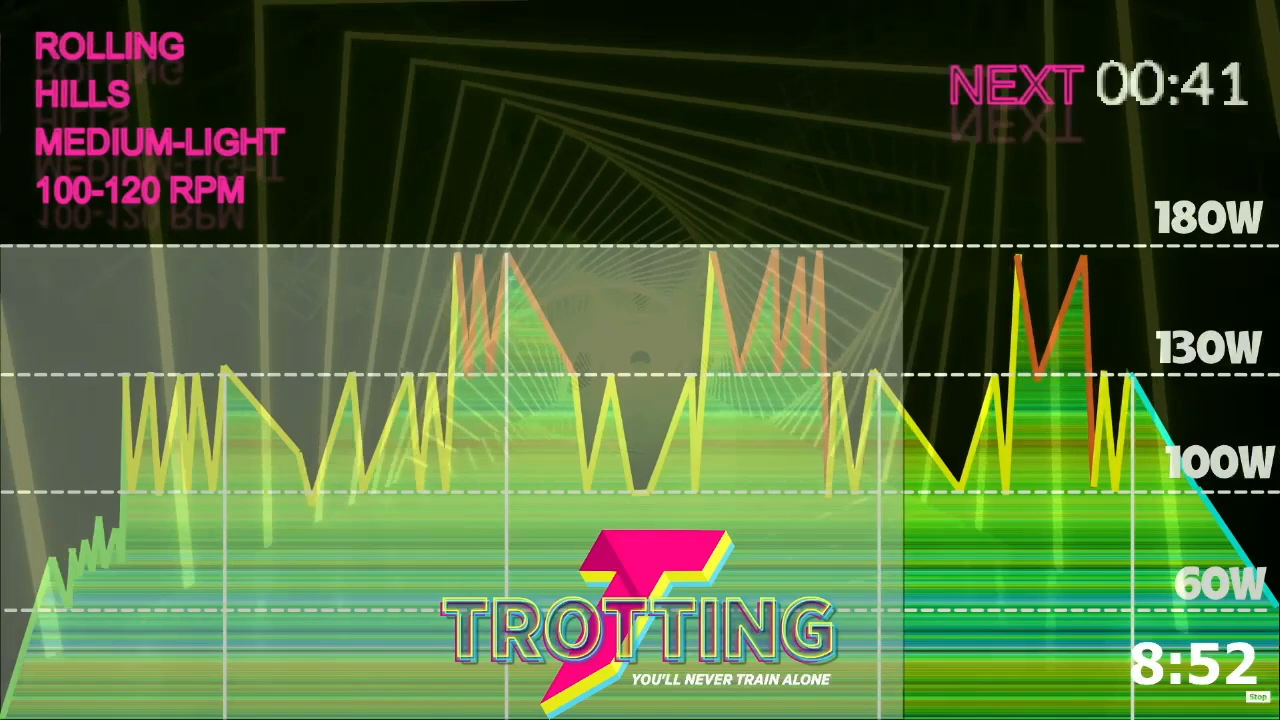 ROLLING
HILLS
MEDIUM-LIGHT
100-120 RPM
NEXT 00:41
180W
130W
100W
60W
TROTTING
YOU'LL NEVER TRAIN ALONE
8:52
Stop